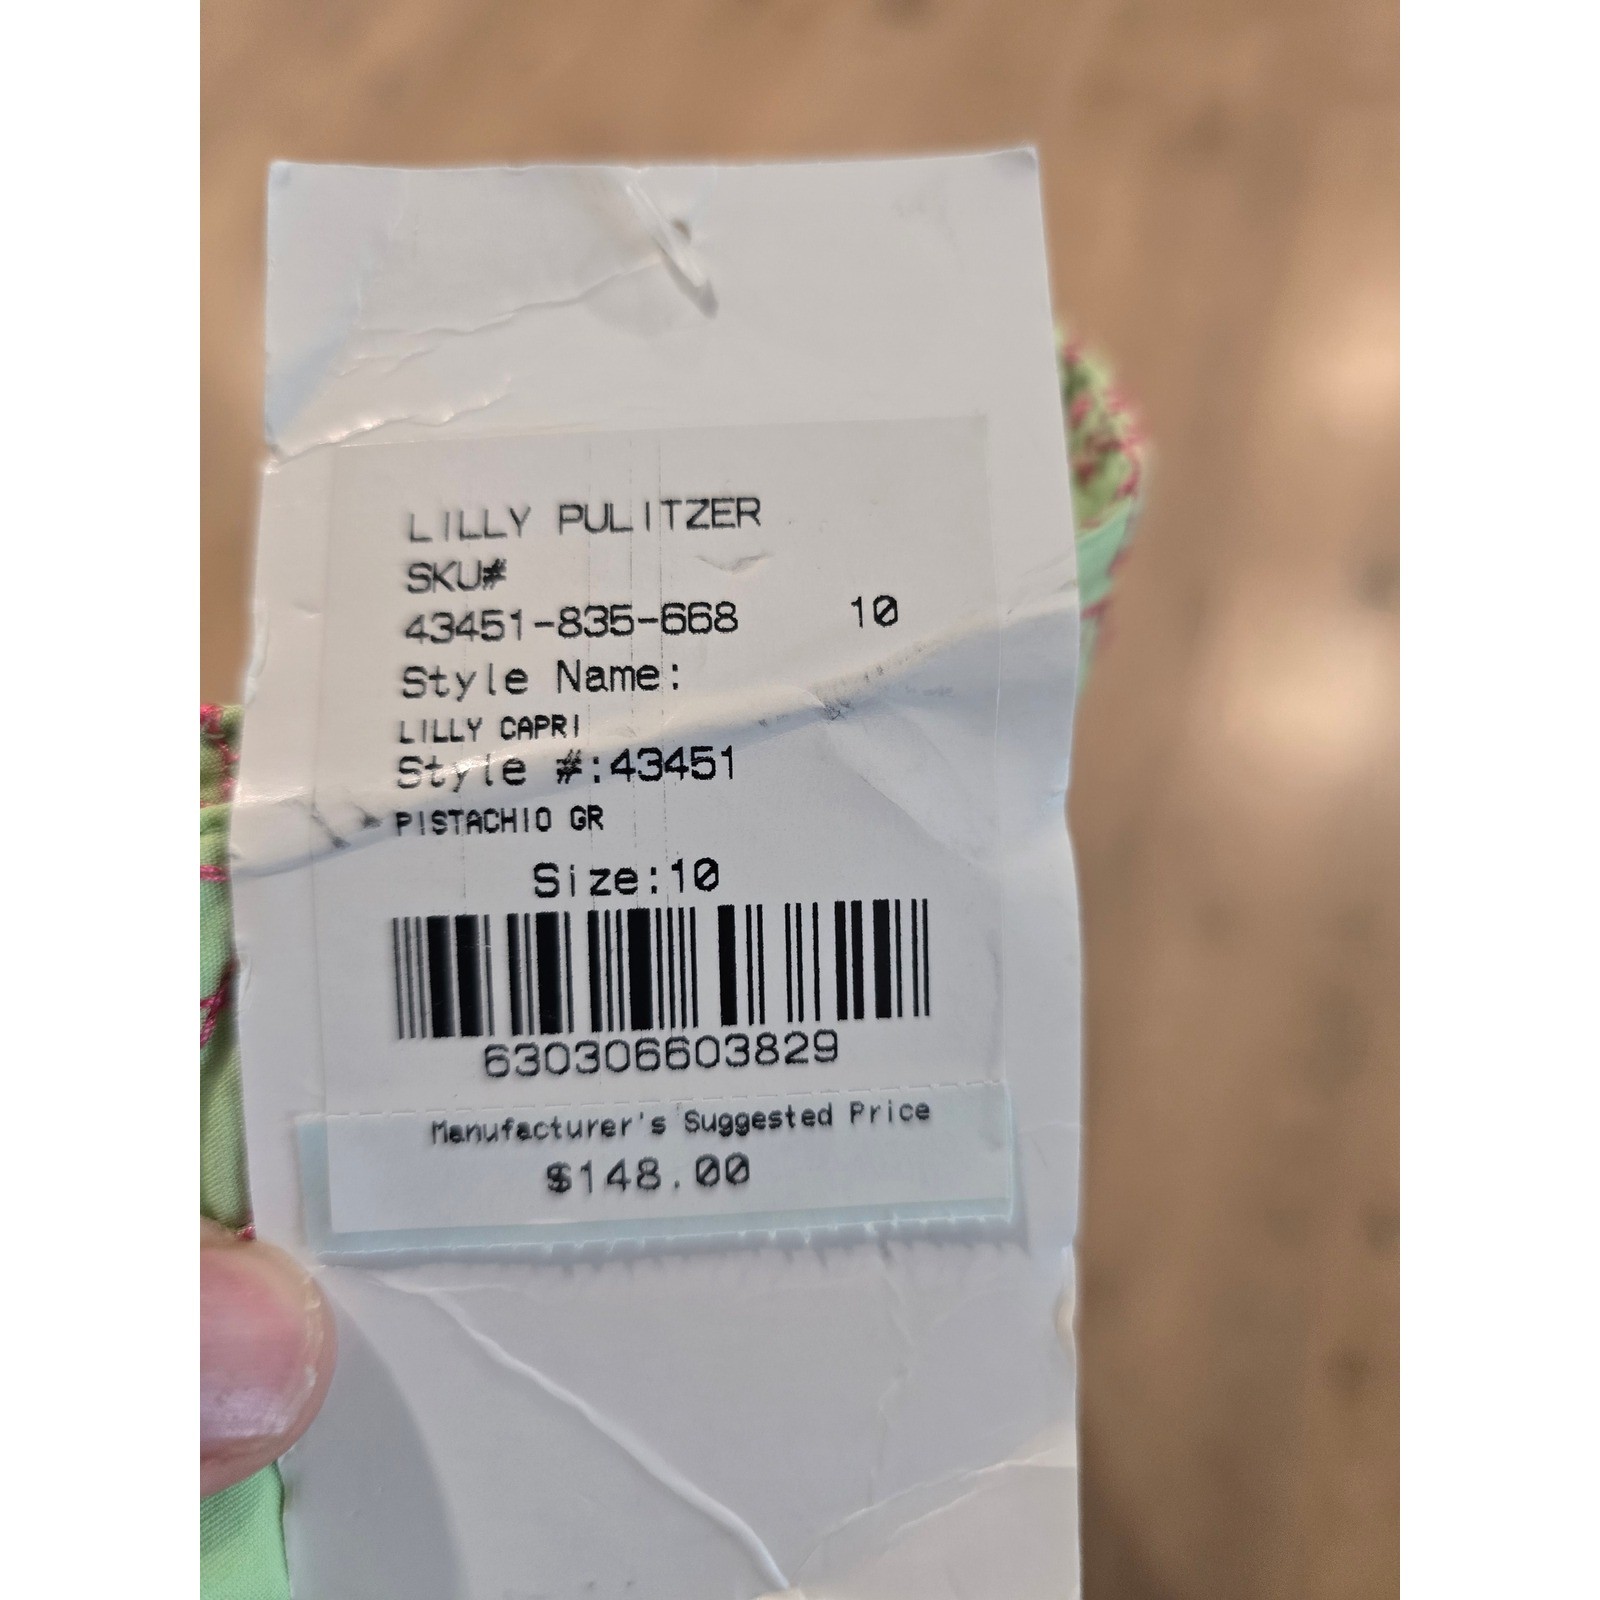 LILLY PULITZER
SKU#
43451-835-668 10
Style Name:
LILLY CAPRI
Style #:43451
PISTACHIO GR
Size:10
630306603829
Manufacturer's Suggested Price
$148.00